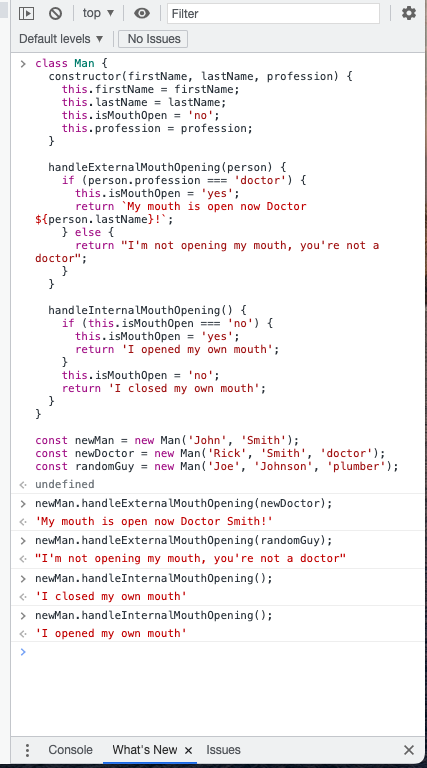 top
Filter
Default levels
No Issues
class Man {
  constructor(firstName, lastName, profession) {
    this.firstName = firstName;
    this.lastName = lastName;
    this.isMouthOpen = 'no';
    this.profession = profession;
  }

  handleExternalMouthOpening(person) {
    if (person.profession === 'doctor') {
      this.isMouthOpen = 'yes';
      return `My mouth is open now Doctor
${person.lastName}!`;
    } else {
      return "I'm not opening my mouth, you're not a
doctor";
    }
  }

  handleInternalMouthOpening() {
    if (this.isMouthOpen === 'no') {
      this.isMouthOpen = 'yes';
      return 'I opened my own mouth';
    }
    this.isMouthOpen = 'no';
    return 'I closed my own mouth';
  }
}

const newMan = new Man('John', 'Smith');
const newDoctor = new Man('Rick', 'Smith', 'doctor');
const randomGuy = new Man('Joe', 'Johnson', 'plumber');
undefined
newMan.handleExternalMouthOpening(newDoctor);
'My mouth is open now Doctor Smith!'
newMan.handleExternalMouthOpening(randomGuy);
"I'm not opening my mouth, you're not a doctor"
newMan.handleInternalMouthOpening();
'I closed my own mouth'
newMan.handleInternalMouthOpening();
'I opened my own mouth'
Console
What's New
Issues